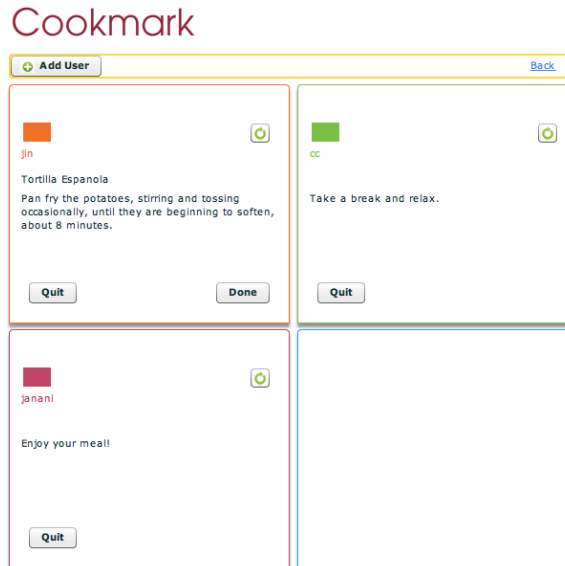 Cookmark
Add User
Back
jin
Tortilla Espanola
Pan fry the potatoes, stirring and tossing
occasionally, until they are beginning to soften,
about 8 minutes.
Quit
Done
cc
Take a break and relax.
Quit
janani
Enjoy your meal!
Quit